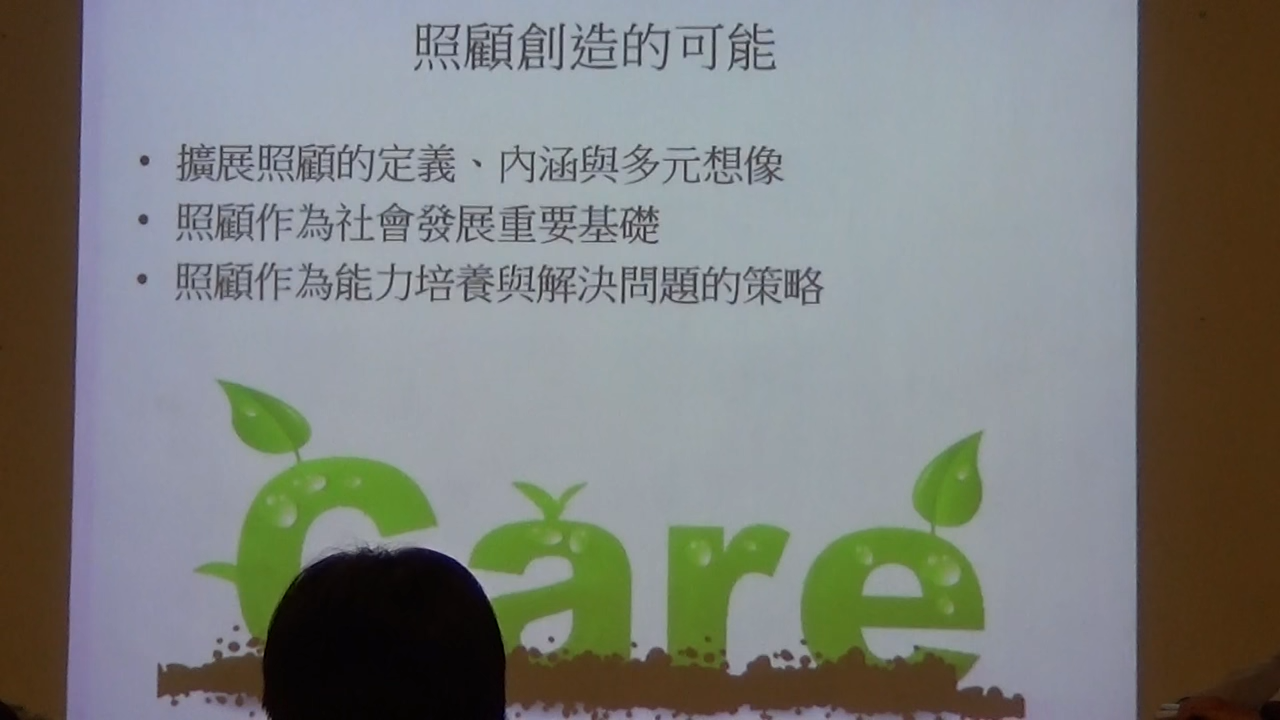 照顧創造的可能
• 擴展照顧的定義、內涵與多元想像
• 照顧作為社會發展重要基礎
• 照顧作為能力培養與解決問題的策略
Care